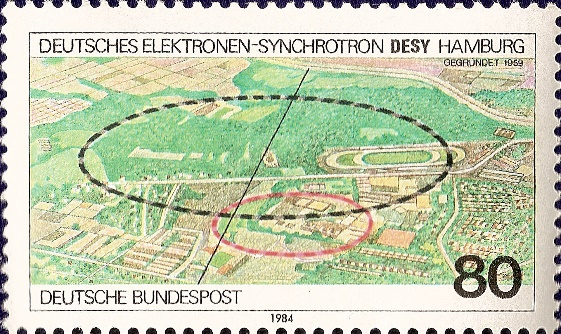 DEUTSCHES ELEKTRONEN-SYNCHROTRON DESY HAMBURG
GEGRÜNDET 1959
80
DEUTSCHE BUNDESPOST
1984